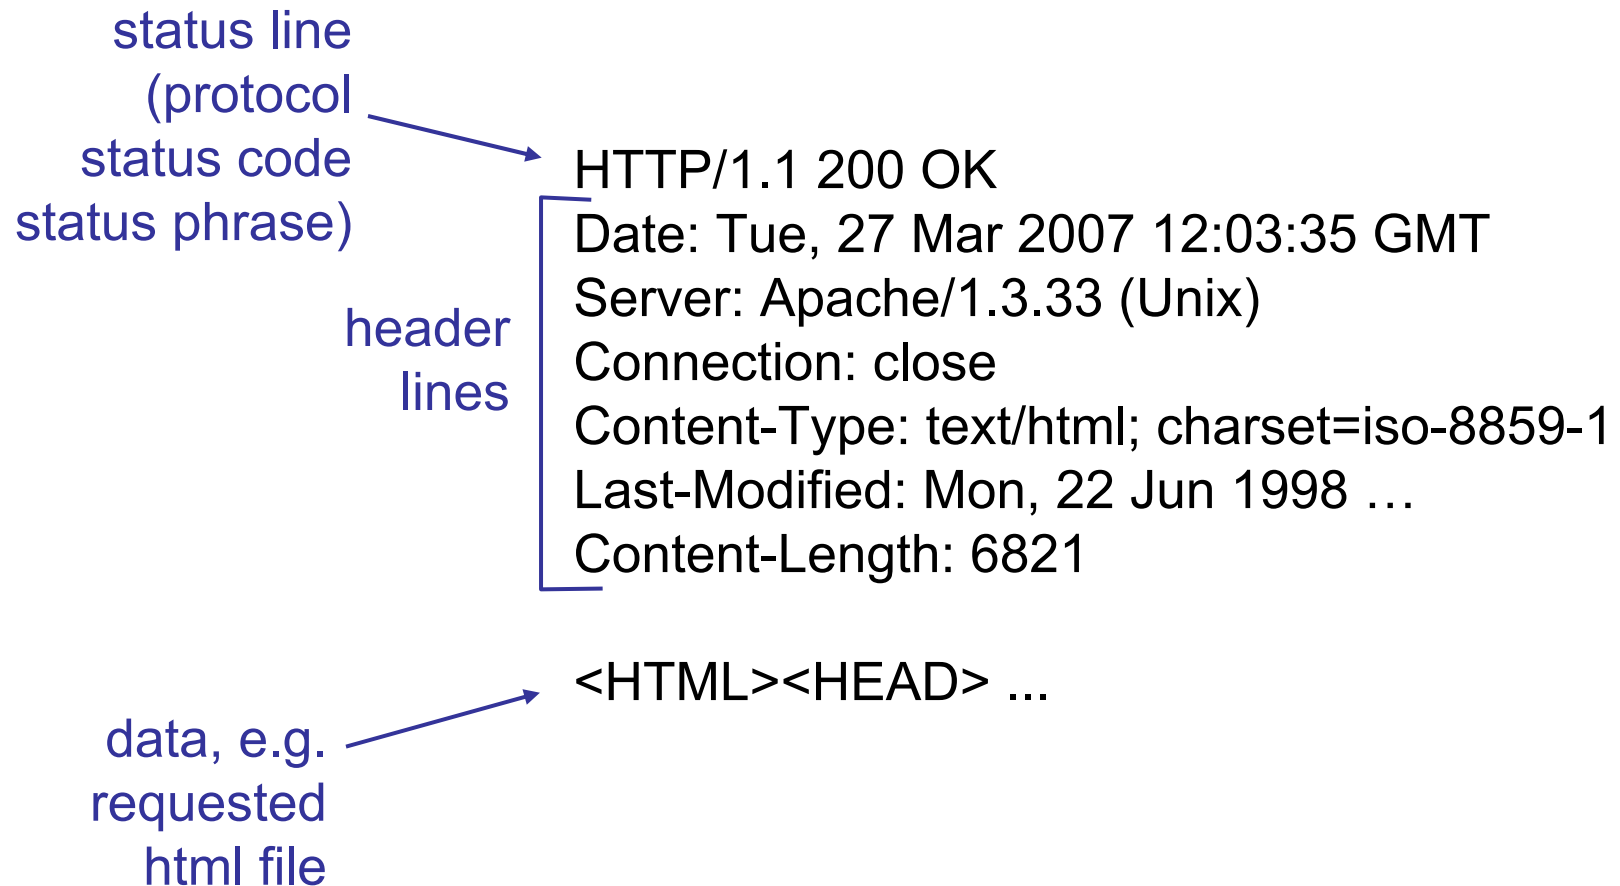 status line
(protocol
status code
status phrase)
HTTP/1.1 200 OK
Date: Tue, 27 Mar 2007 12:03:35 GMT
Server: Apache/1.3.33 (Unix)
Connection: close
Content-Type: text/html; charset=iso-8859-1
Last-Modified: Mon, 22 Jun 1998 …
Content-Length: 6821
header
lines
<HTML><HEAD> ...
data, e.g.
requested
html file